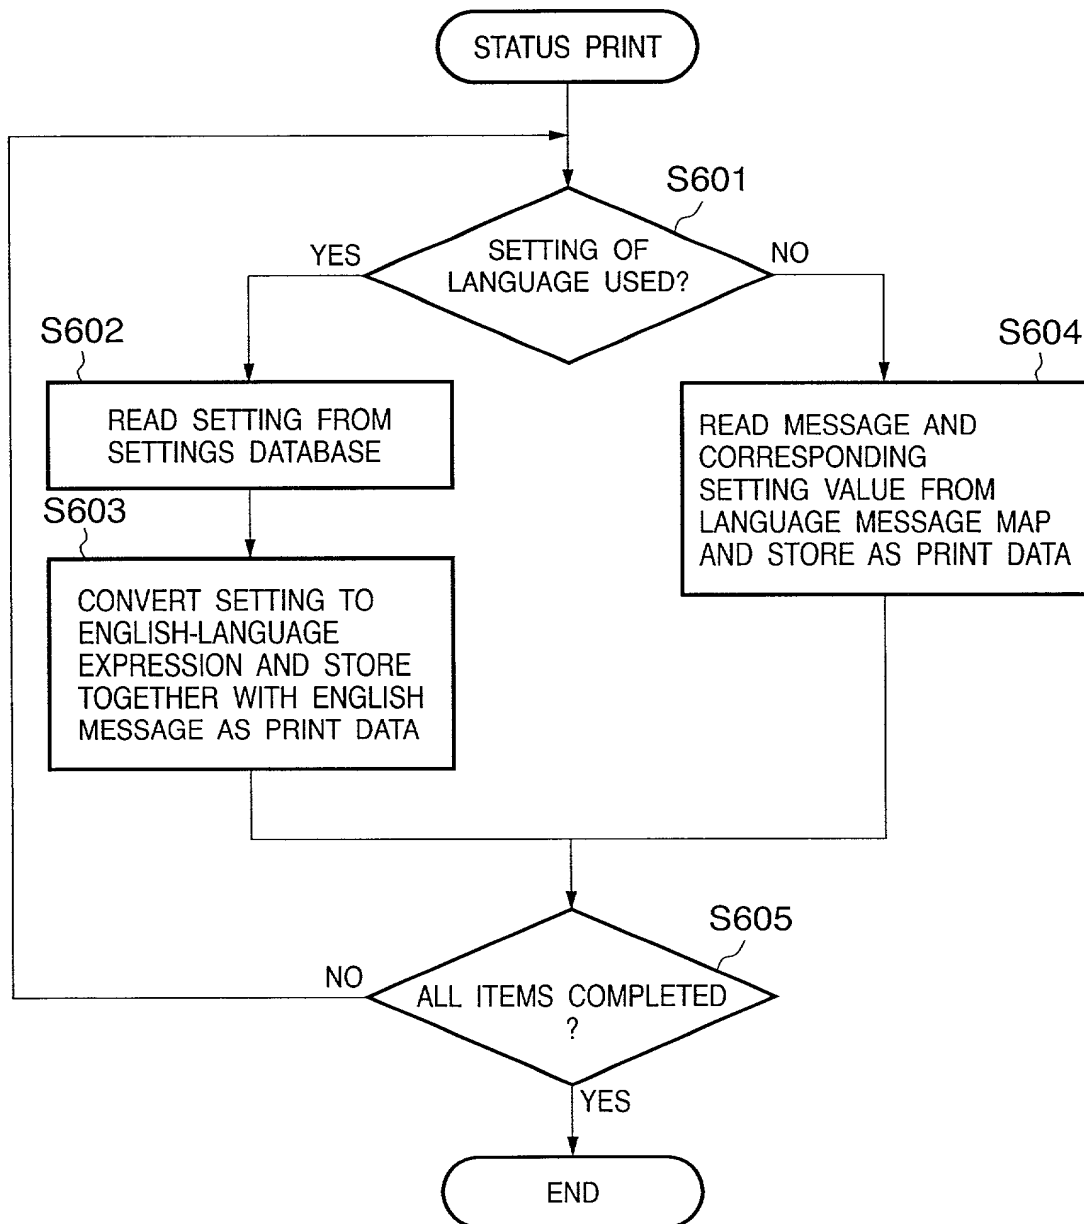 STATUS PRINT
S601
SETTING OF
LANGUAGE USED?
YES
NO
S602
READ SETTING FROM
SETTINGS DATABASE
S604
READ MESSAGE AND
CORRESPONDING
SETTING VALUE FROM
LANGUAGE MESSAGE MAP
AND STORE AS PRINT DATA
S603
CONVERT SETTING TO
ENGLISH-LANGUAGE
EXPRESSION AND STORE
TOGETHER WITH ENGLISH
MESSAGE AS PRINT DATA
S605
NO
ALL ITEMS COMPLETED
?
YES
END